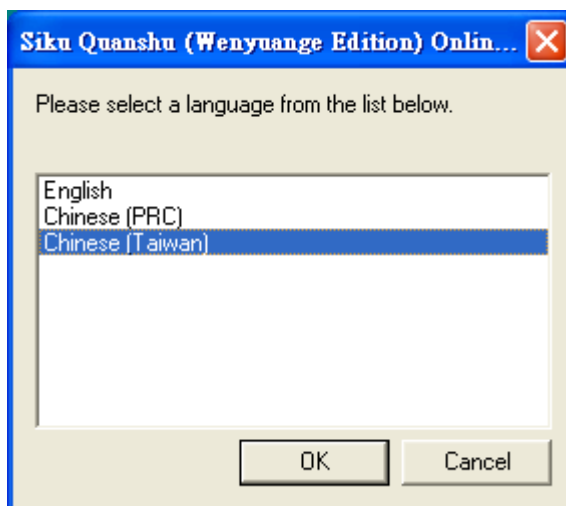 Siku Quanshu (Wenyuange Edition) Onlin...
Please select a language from the list below.
English
Chinese (PRC)
Chinese (Taiwan)
OK Cancel